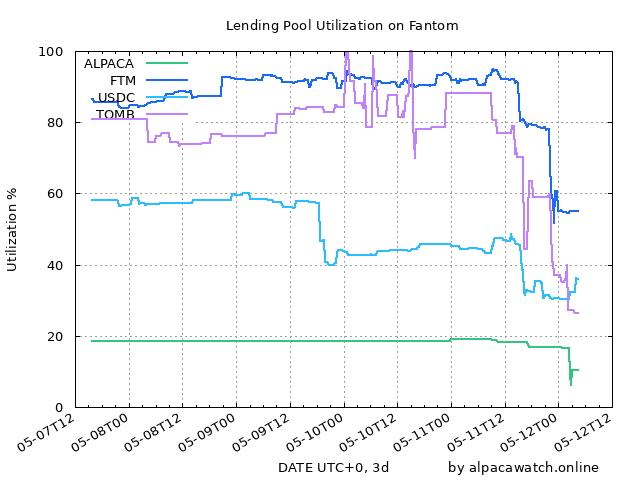 Lending Pool Utilization on Fantom
100
80
60
40
20
0
Utilization %
ALPACA
FTM
USDC
TOMB
05-07T12
05-08T00
05-08T12
05-09T00
05-09T12
05-10T00
05-10T12
05-11T00
05-11T12
05-12T00
05-12T12
DATE UTC+0, 3d
by alpacawatch.online